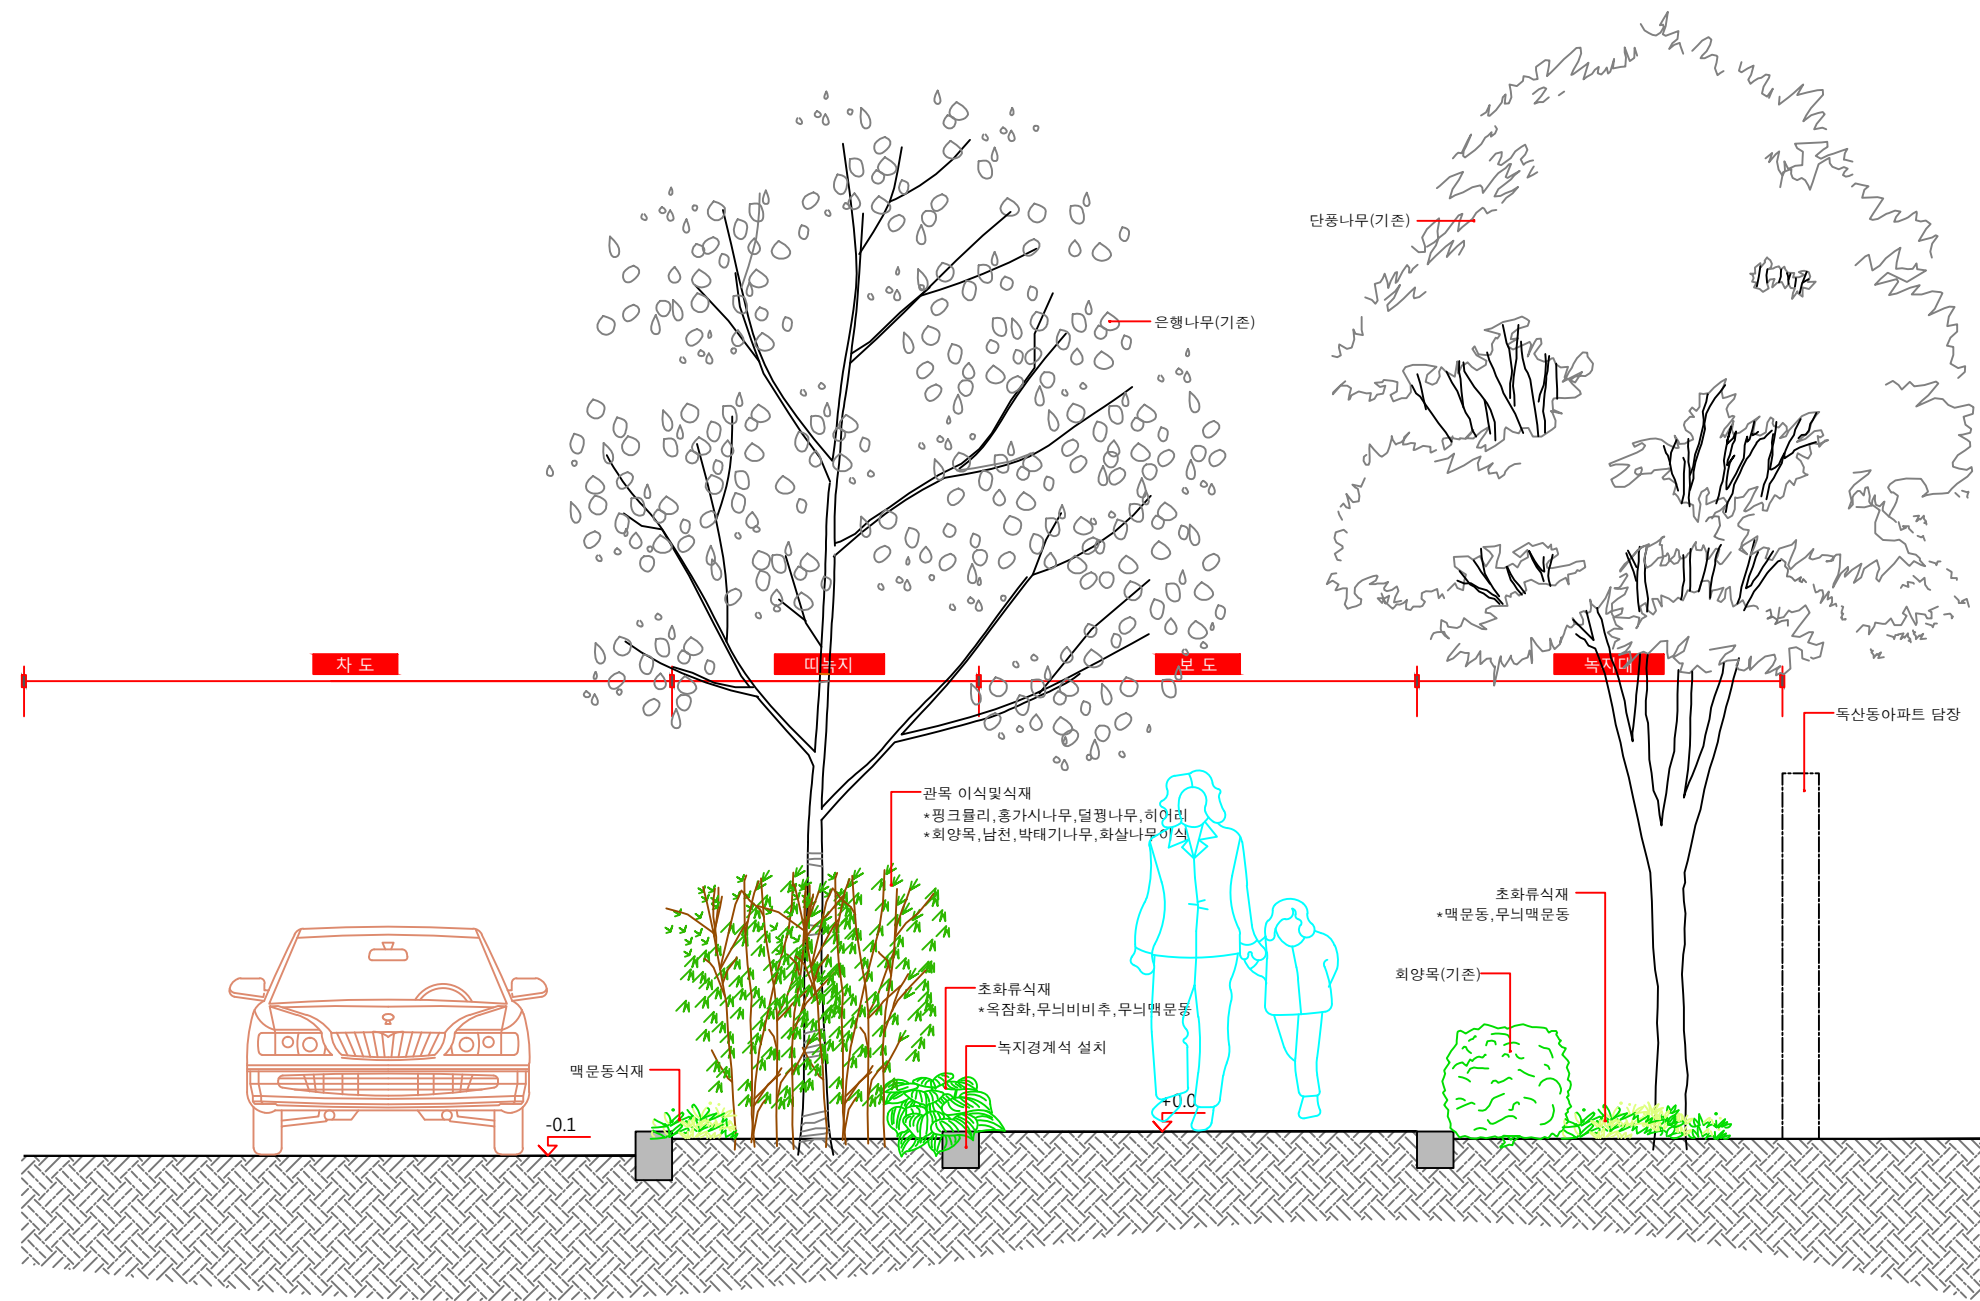 단풍나무(기존)
은행나무(기존)
차 도
띠녹지
보 도
녹지대
독산동아파트 담장
관목 이식및식재
*핑크뮬리,홍가시나무,덜꿩나무,히어리
*회양목,남천,박태기나무,화살나무이식
초화류식재
*맥문동,무늬맥문동
회양목(기존)
초화류식재
*옥잠화,무늬비비추,무늬맥문동
녹지경계석 설치
맥문동식재
-0.1
+0.0